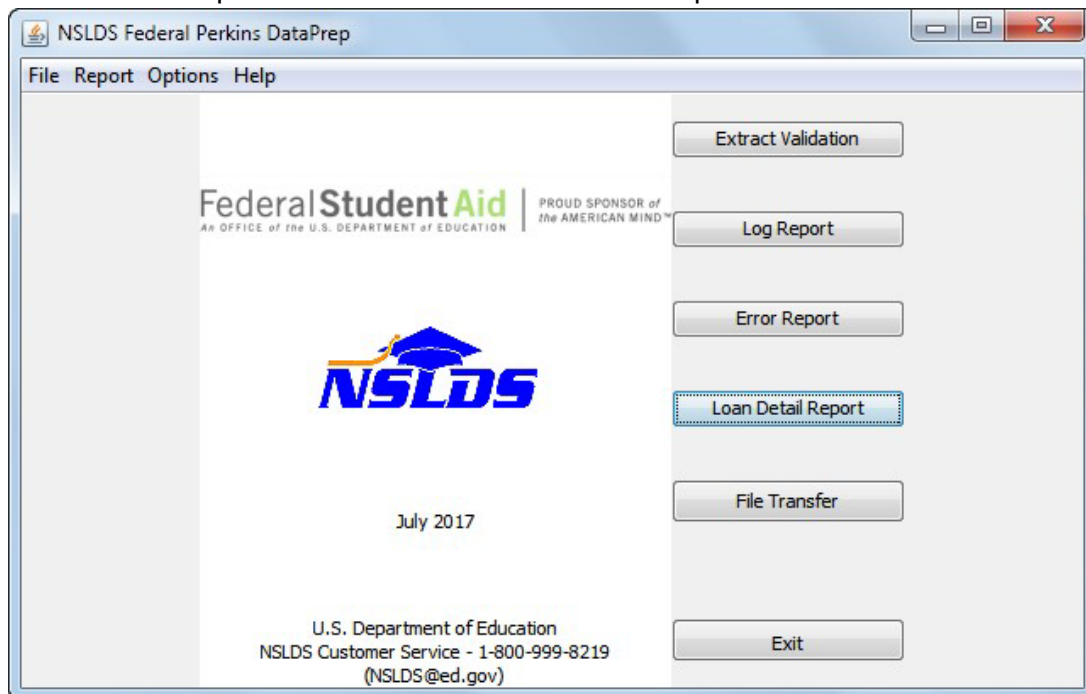 NSLDS Federal Perkins DataPrep
File Report Options Help
Extract Validation
Federal Student Aid
An OFFICE of the U.S. DEPARTMENT of EDUCATION
PROUD SPONSOR of
the AMERICAN MIND™
Log Report
Error Report
NSLDS
Loan Detail Report
File Transfer
July 2017
U.S. Department of Education
NSLDS Customer Service - 1-800-999-8219
(NSLDS@ed.gov)
Exit